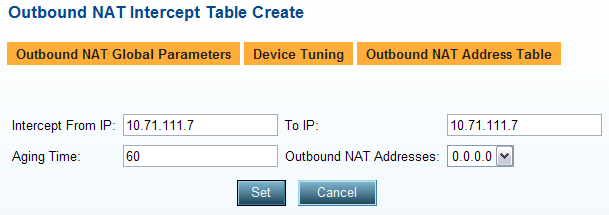 Outbound NAT Intercept Table Create
Outbound NAT Global Parameters Device Tuning Outbound NAT Address Table
Intercept From IP: 10.71.111.7 To IP: 10.71.111.7
Aging Time: 60 Outbound NAT Addresses: 0.0.0.0
Set Cancel